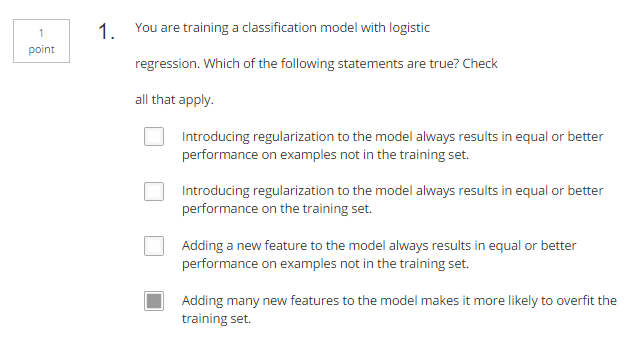 1
point
1. You are training a classification model with logistic
regression. Which of the following statements are true? Check
all that apply.
Introducing regularization to the model always results in equal or better
performance on examples not in the training set.
Introducing regularization to the model always results in equal or better
performance on the training set.
Adding a new feature to the model always results in equal or better
performance on examples not in the training set.
Adding many new features to the model makes it more likely to overfit the
training set.